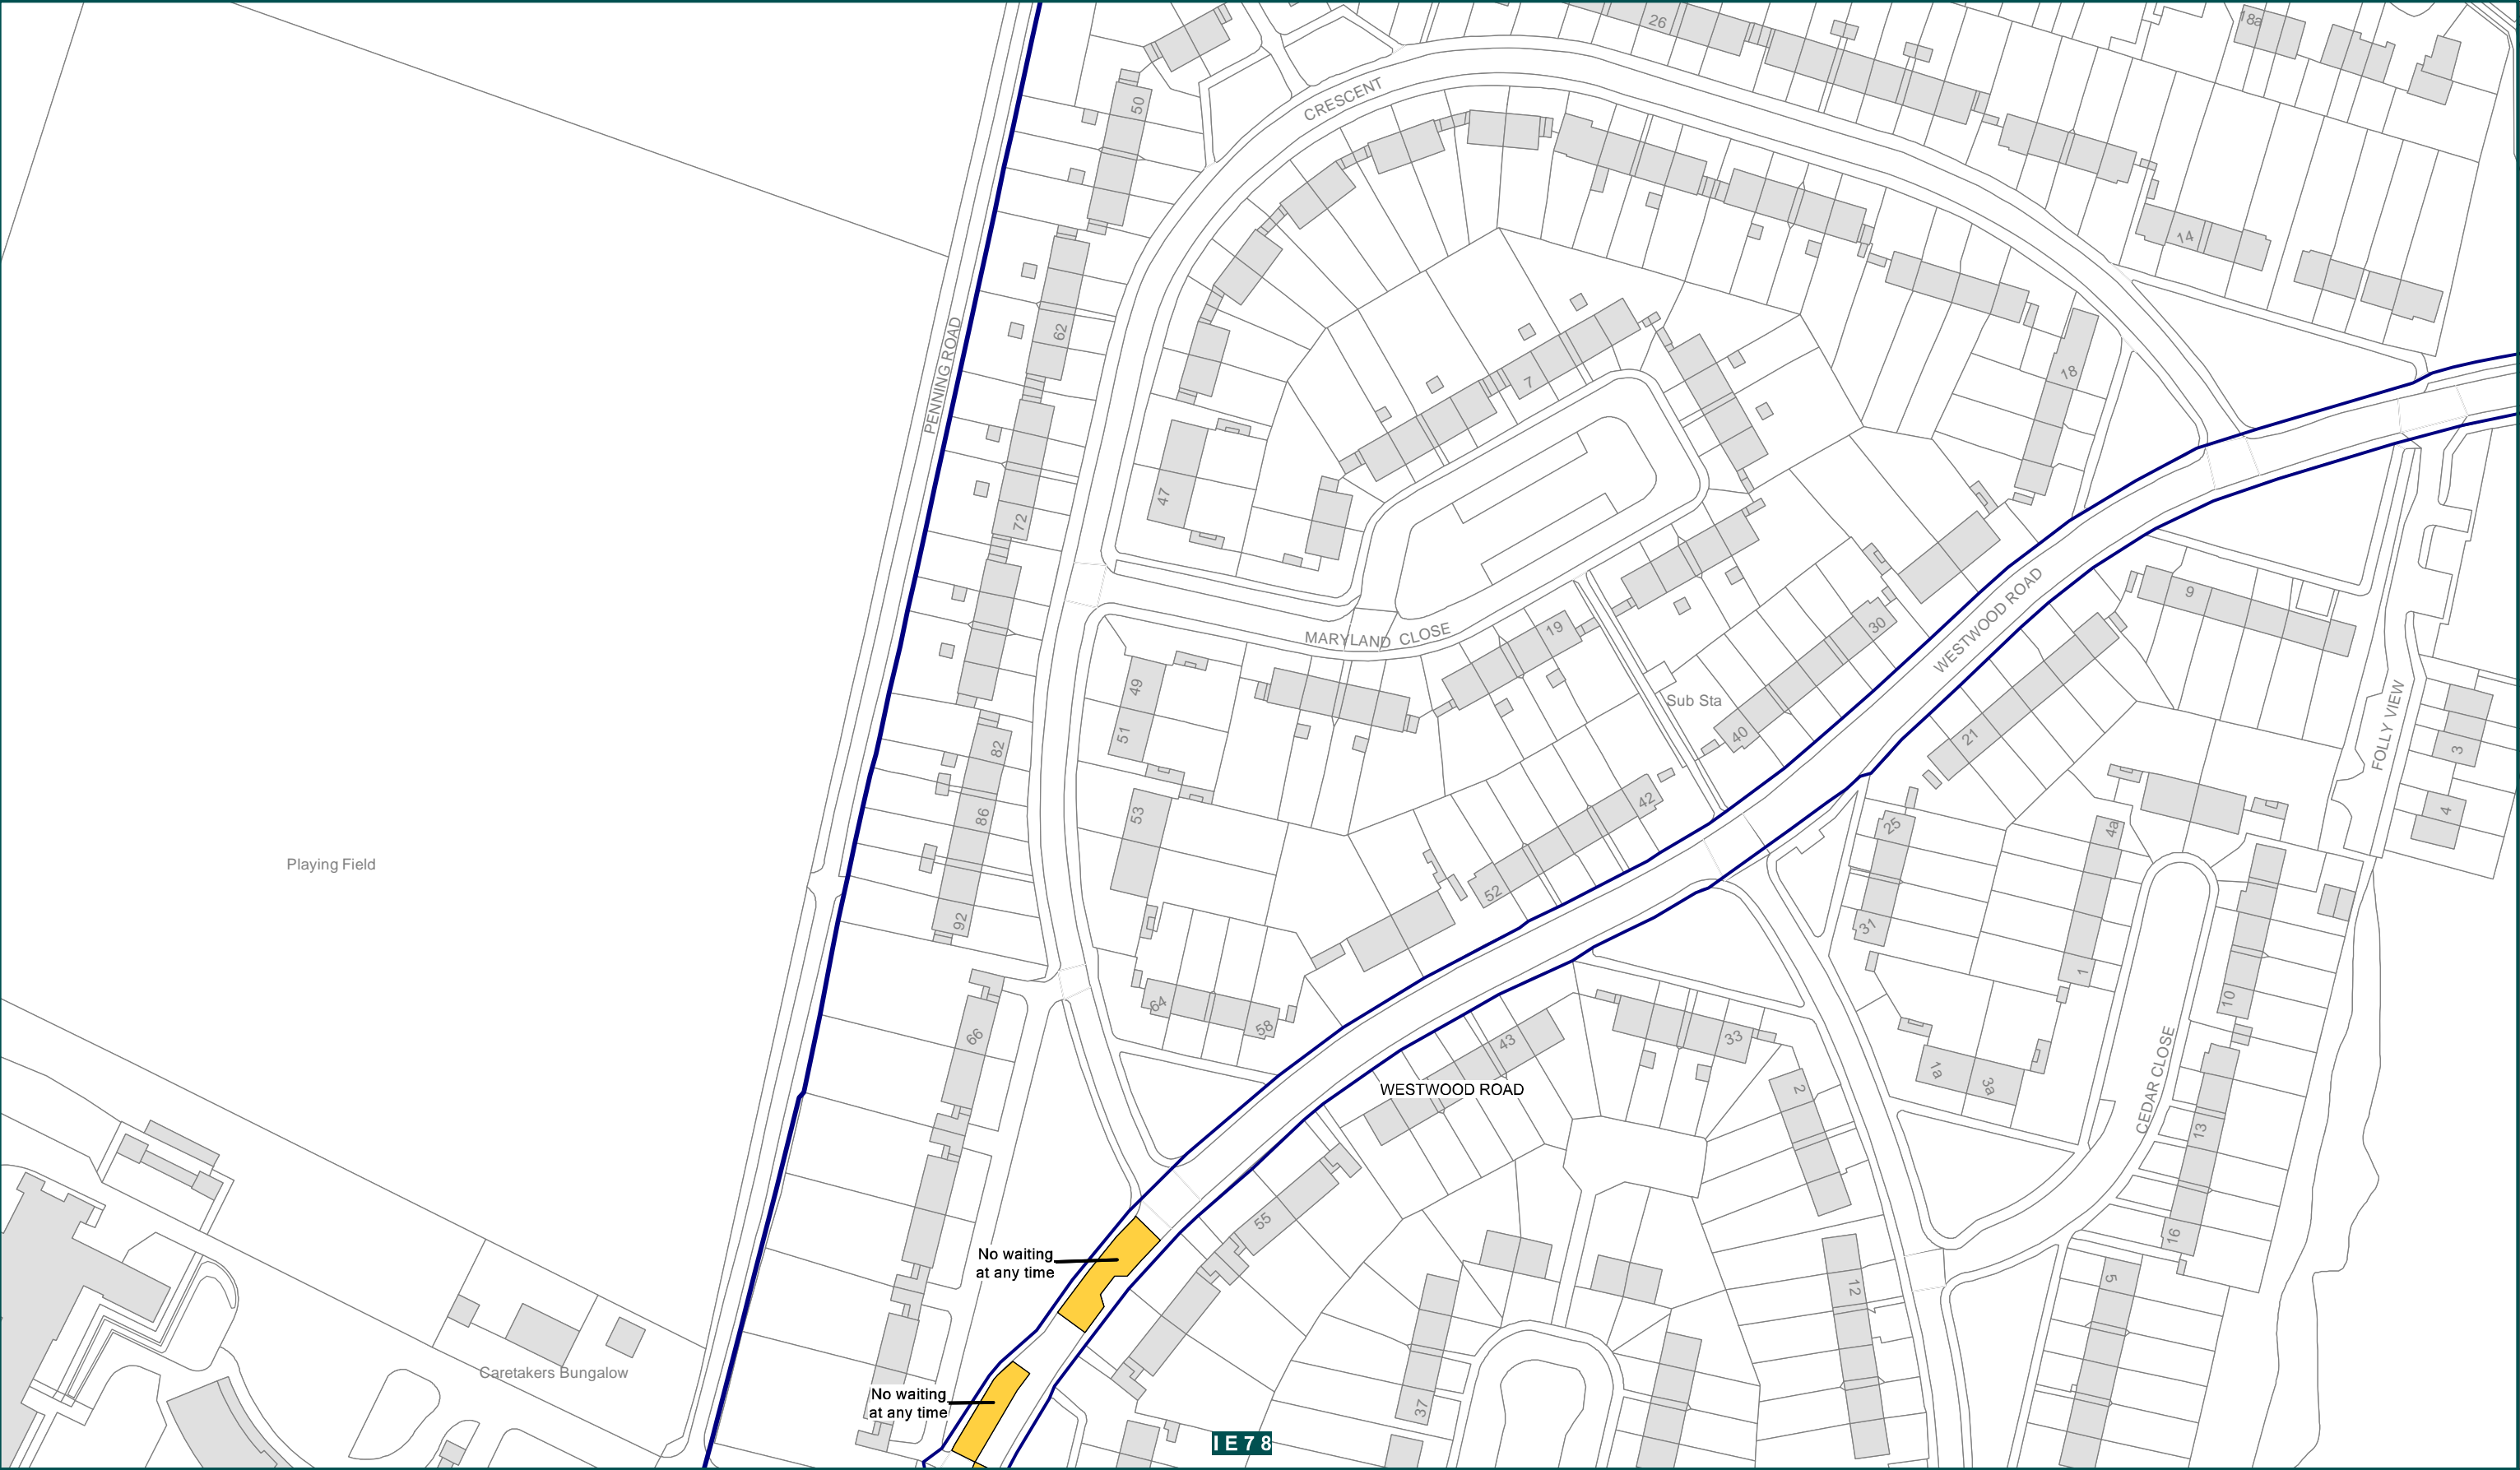 26
18a
50
CRESCENT
14
62
PENNING ROAD
7
18
47
72
WESTWOOD ROAD
9
MARYLAND CLOSE
19
30
49
Sub Sta
FOLLY VIEW
51
40
21
82
3
53
86
42
25
4a
4
Playing Field
52
92
31
1
10
64
58
66
43
33
WESTWOOD ROAD
2
1a
3a
CEDAR CLOSE
13
55
16
No waiting
at any time
12
5
Caretakers Bungalow
No waiting
at any time
37
IE78